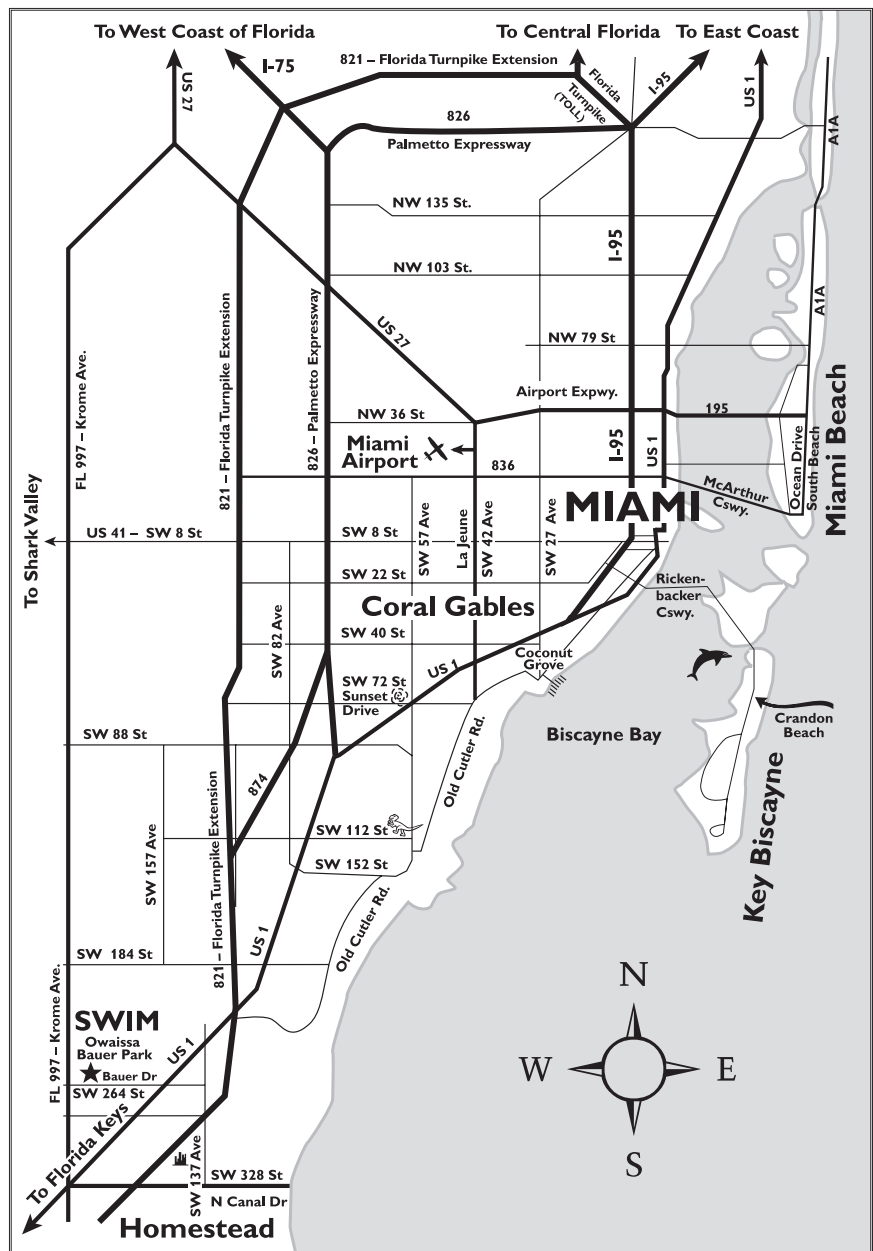 To West Coast of Florida
To Central Florida
To East Coast
821 – Florida Turnpike Extension
I-75
US 27
Florida
Turnpike
(TOLL)
I-95
US 1
826
Palmetto Expressway
A1A
NW 135 St.
I-95
NW 103 St.
A1A
US 27
NW 79 St
FL 997 – Krome Ave.
821 – Florida Turnpike Extension
826 – Palmetto Expressway
Airport Expwy.
195
NW 36 St
Miami
Airport
836
I-95
US 1
Ocean Drive
South Beach
Miami Beach
McArthur
Cswy.
MIAMI
To Shark Valley
US 41 – SW 8 St
SW 8 St
SW 57 Ave
La Jeune
SW 42 Ave
SW 27 Ave
SW 22 St
Ricken-
backer
Cswy.
Coral Gables
SW 82 Ave
SW 40 St
US 1
Coconut
Grove
SW 72 St
Sunset
Drive
SW 88 St
Old Cutler Rd.
Biscayne Bay
Crandon
Beach
Key Biscayne
874
821 – Florida Turnpike Extension
SW 157 Ave
SW 112 St
SW 152 St
US 1
Old Cutler Rd.
SW 184 St
FL 997 – Krome Ave.
SWIM
Owaissa
Bauer Park
Bauer Dr
US 1
SW 264 St
To Florida Keys
SW 137 Ave
SW 328 St
N Canal Dr
Homestead
N
W
E
S